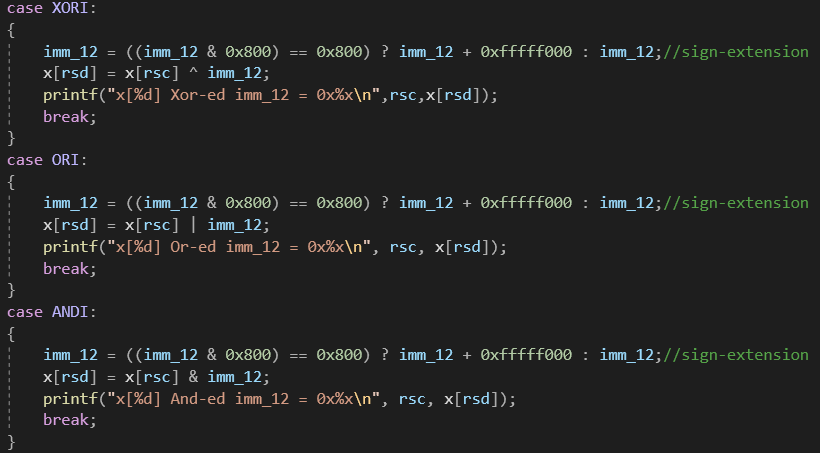 case XORI:
{
    imm_12 = ((imm_12 & 0x800) == 0x800) ? imm_12 + 0xfffff000 : imm_12;//sign-extension
    x[rsd] = x[rsc] ^ imm_12;
    printf("x[%d] Xor-ed imm_12 = 0x%x\n",rsc,x[rsd]);
    break;
}
case ORI:
{
    imm_12 = ((imm_12 & 0x800) == 0x800) ? imm_12 + 0xfffff000 : imm_12;//sign-extension
    x[rsd] = x[rsc] | imm_12;
    printf("x[%d] Or-ed imm_12 = 0x%x\n", rsc, x[rsd]);
    break;
}
case ANDI:
{
    imm_12 = ((imm_12 & 0x800) == 0x800) ? imm_12 + 0xfffff000 : imm_12;//sign-extension
    x[rsd] = x[rsc] & imm_12;
    printf("x[%d] And-ed imm_12 = 0x%x\n", rsc, x[rsd]);
    break;
}